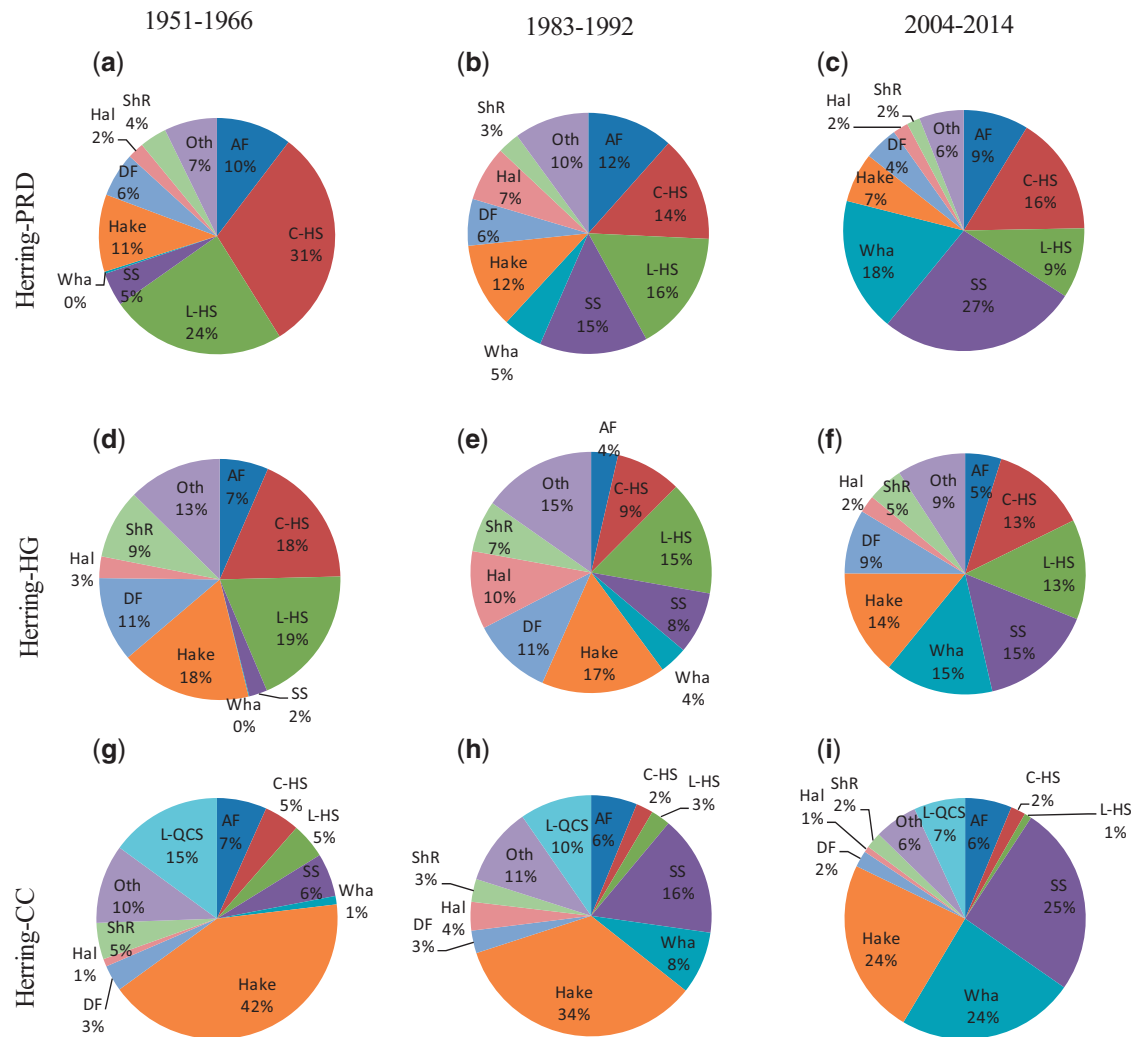 1951-1966
1983-1992
2004-2014
Herring-PRD
(a)
AF
10%
C-HS
31%
L-HS
24%
SS
5%
Wha
0%
Hake
11%
DF
6%
Hal
2%
ShR
4%
Oth
7%
(b)
AF
12%
C-HS
14%
L-HS
16%
SS
15%
Wha
5%
Hake
12%
DF
6%
Hal
7%
ShR
3%
Oth
10%
(c)
AF
9%
C-HS
16%
L-HS
9%
SS
27%
Wha
18%
Hake
7%
DF
4%
Hal
2%
ShR
2%
Oth
6%
Herring-HG
(d)
AF
7%
C-HS
18%
L-HS
19%
SS
2%
Wha
0%
Hake
18%
DF
11%
Hal
3%
ShR
9%
Oth
13%
(e)
AF
4%
C-HS
9%
L-HS
15%
SS
8%
Wha
4%
Hake
17%
DF
11%
Hal
10%
ShR
7%
Oth
15%
(f)
AF
5%
C-HS
13%
L-HS
13%
SS
15%
Wha
15%
Hake
14%
DF
9%
Hal
2%
ShR
5%
Oth
9%
Herring-CC
(g)
AF
7%
C-HS
5%
L-HS
5%
SS
6%
Wha
1%
Hake
42%
DF
3%
Hal
1%
ShR
5%
Oth
10%
L-QCS
15%
(h)
AF
6%
C-HS
2%
L-HS
3%
SS
16%
Wha
8%
Hake
34%
DF
3%
Hal
4%
ShR
3%
Oth
11%
L-QCS
10%
(i)
AF
6%
C-HS
2%
L-HS
1%
SS
25%
Wha
24%
Hake
24%
DF
2%
Hal
1%
ShR
2%
Oth
6%
L-QCS
7%